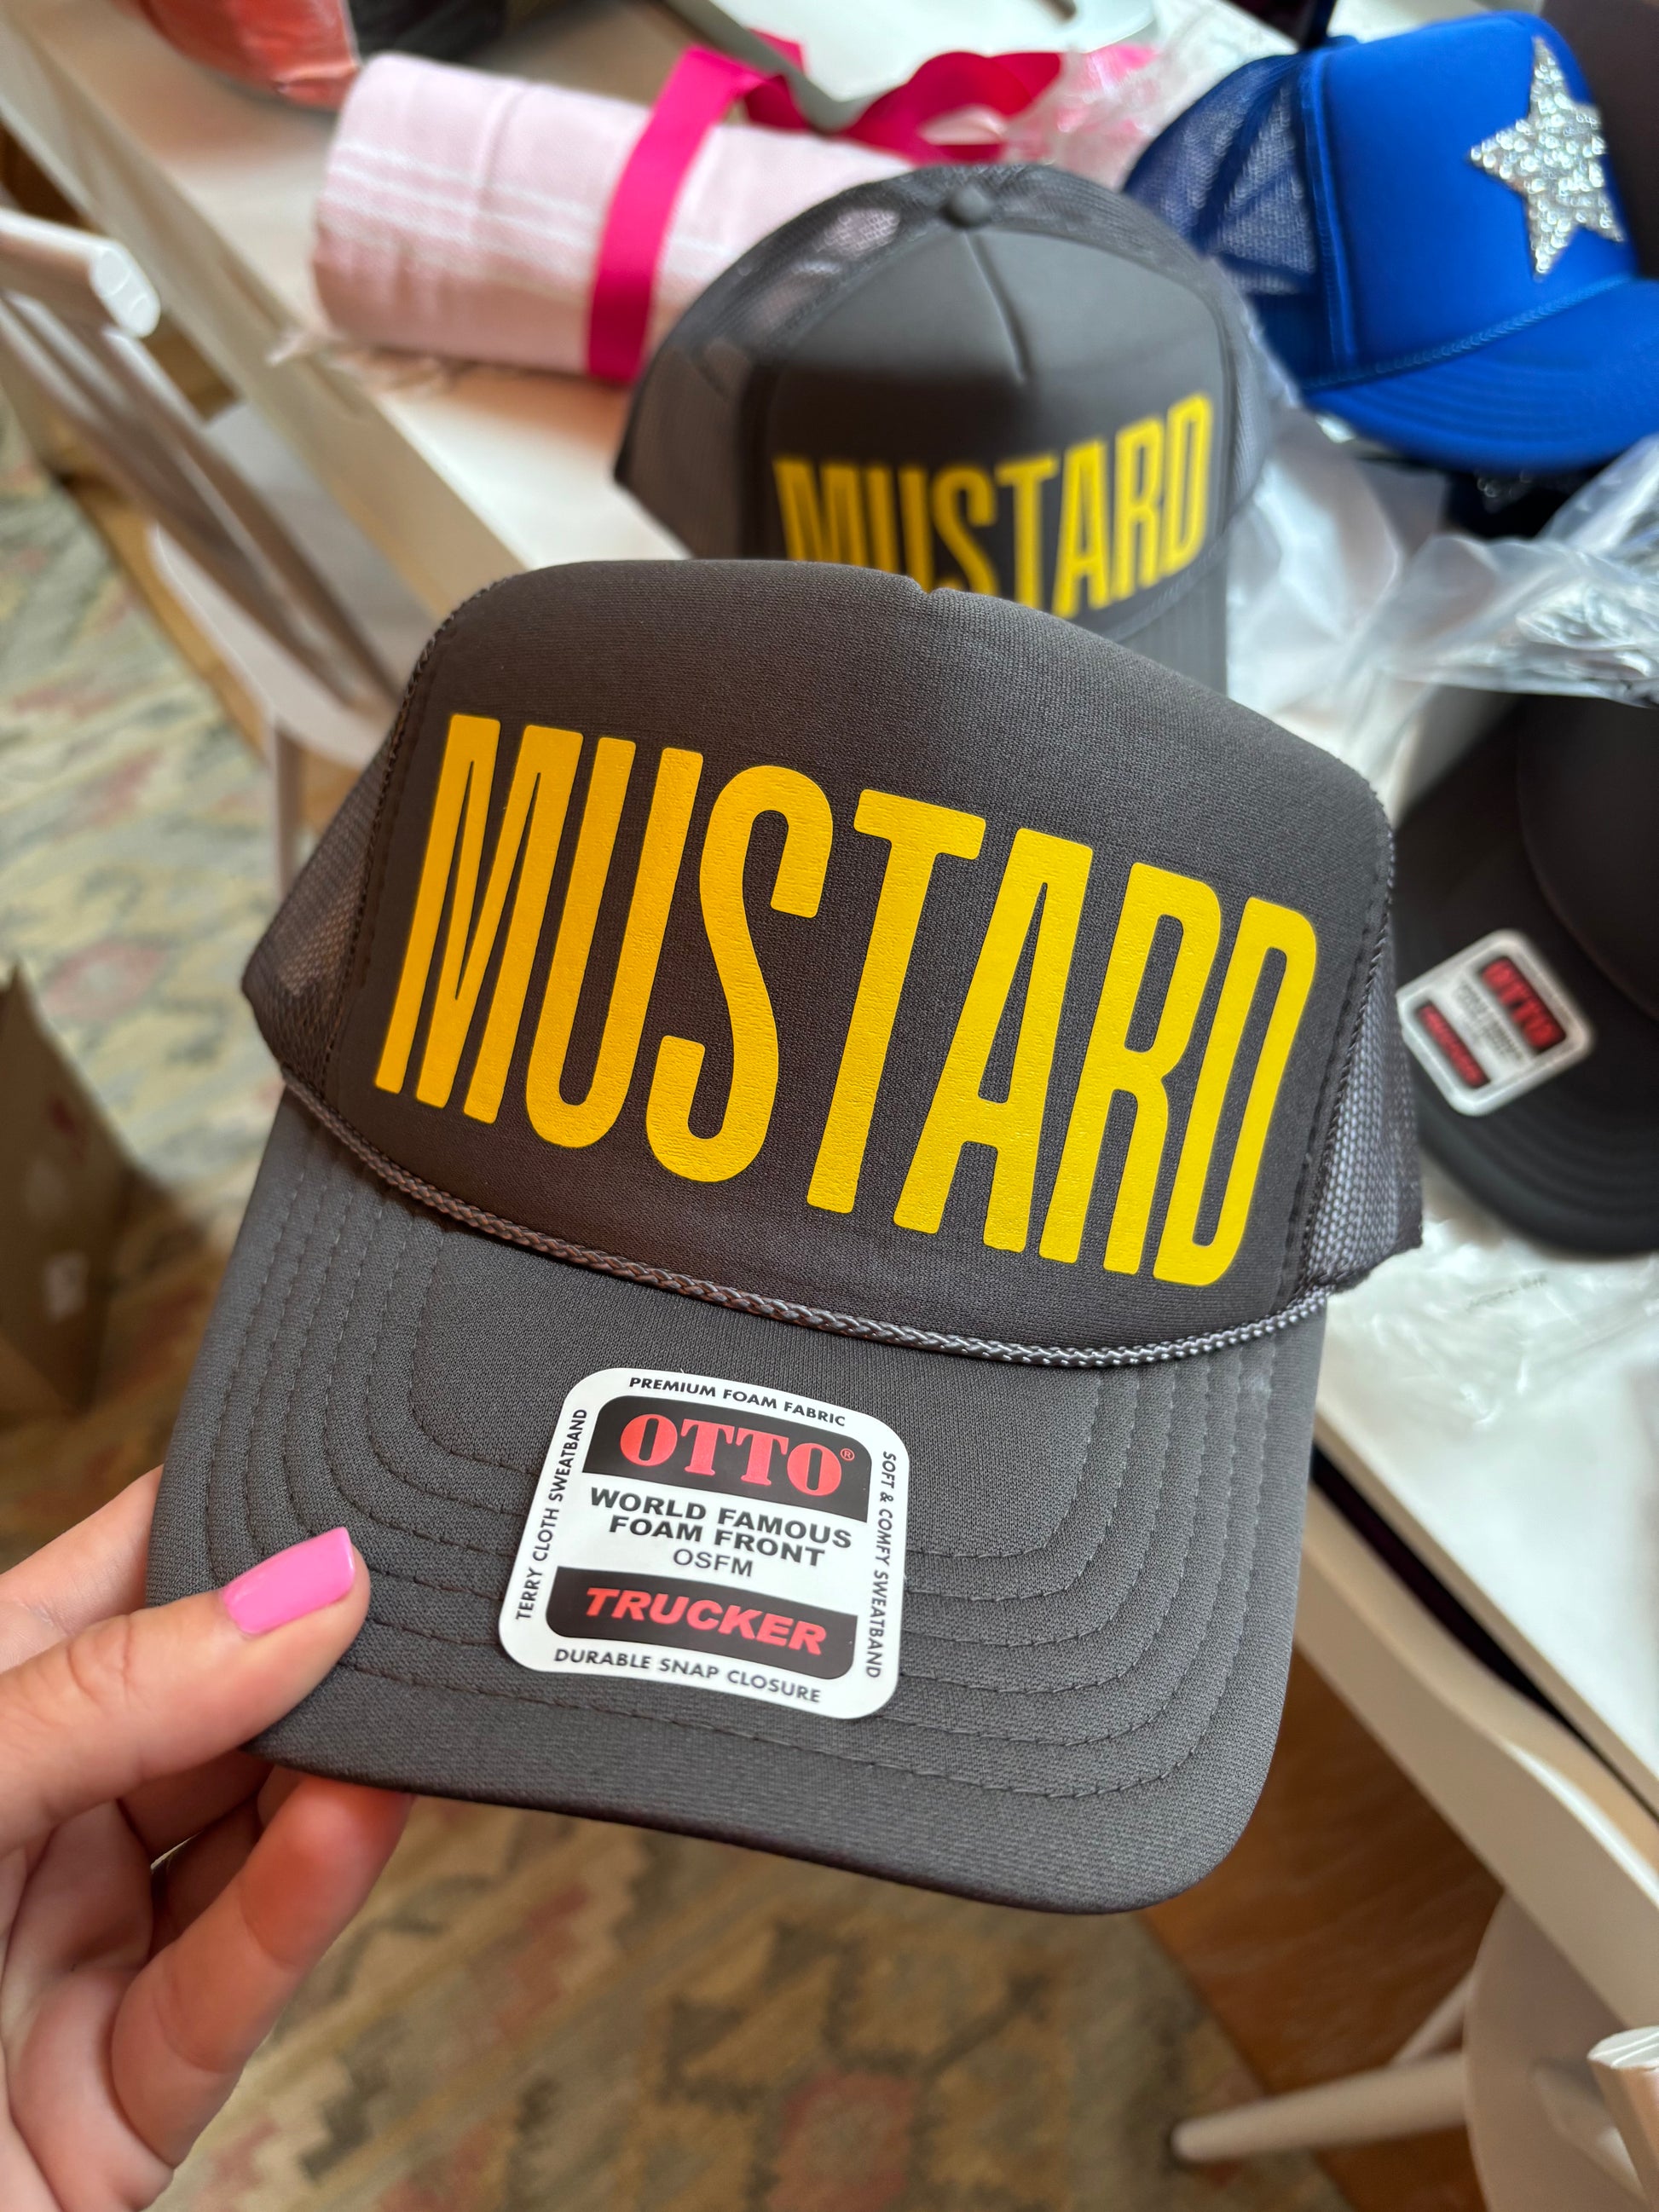 MUSTARD
MUSTARD
PREMIUM FOAM FABRIC
OTTO®
WORLD FAMOUS
FOAM FRONT
OSFM
TRUCKER
DURABLE SNAP CLOSURE
TERRY CLOTH SWEATBAND
SOFT & COMFY SWEATBAND
OTTO